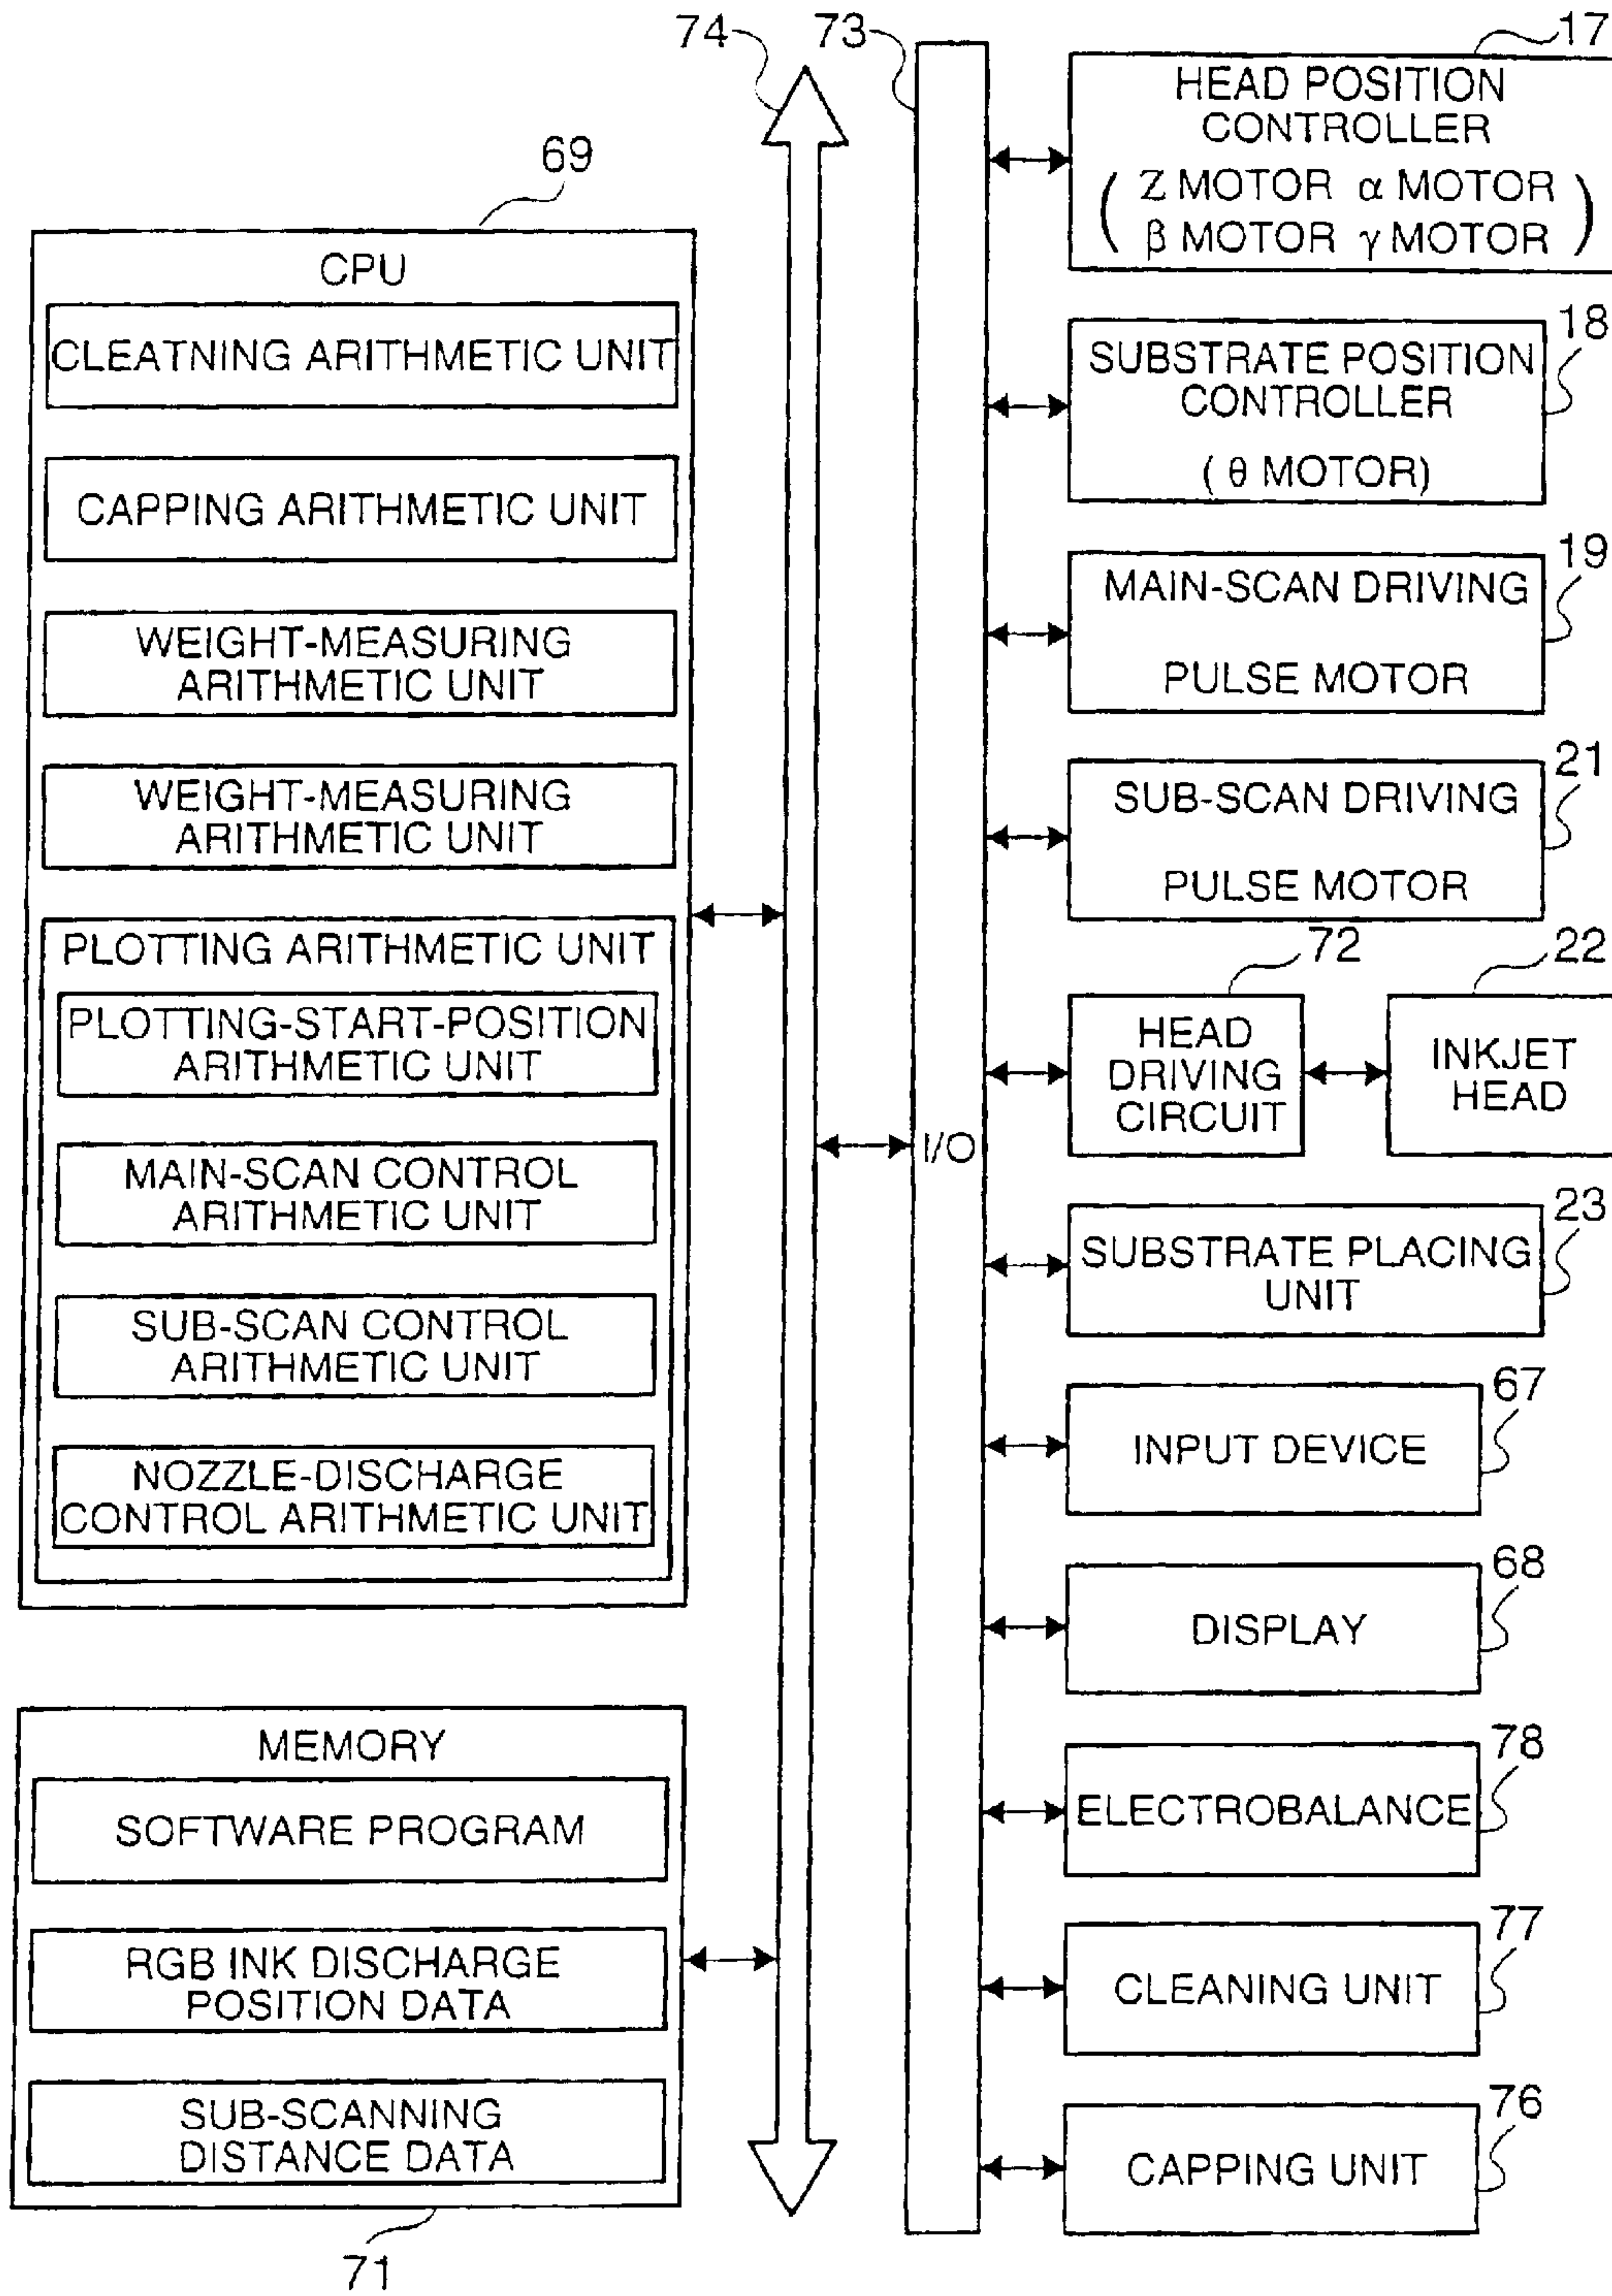 74
73
17
HEAD POSITION
CONTROLLER
( Z MOTOR α MOTOR
β MOTOR γ MOTOR )
69
CPU
CLEATNING ARITHMETIC UNIT
CAPPING ARITHMETIC UNIT
WEIGHT-MEASURING
ARITHMETIC UNIT
WEIGHT-MEASURING
ARITHMETIC UNIT
PLOTTING ARITHMETIC UNIT
PLOTTING-START-POSITION
ARITHMETIC UNIT
MAIN-SCAN CONTROL
ARITHMETIC UNIT
SUB-SCAN CONTROL
ARITHMETIC UNIT
NOZZLE-DISCHARGE
CONTROL ARITHMETIC UNIT
MEMORY
SOFTWARE PROGRAM
RGB INK DISCHARGE
POSITION DATA
SUB-SCANNING
DISTANCE DATA
71
I/O
18
SUBSTRATE POSITION
CONTROLLER
( θ MOTOR)
19
MAIN-SCAN DRIVING
PULSE MOTOR
21
SUB-SCAN DRIVING
PULSE MOTOR
72
HEAD
DRIVING
CIRCUIT
22
INKJET
HEAD
23
SUBSTRATE PLACING
UNIT
67
INPUT DEVICE
68
DISPLAY
78
ELECTROBALANCE
77
CLEANING UNIT
76
CAPPING UNIT